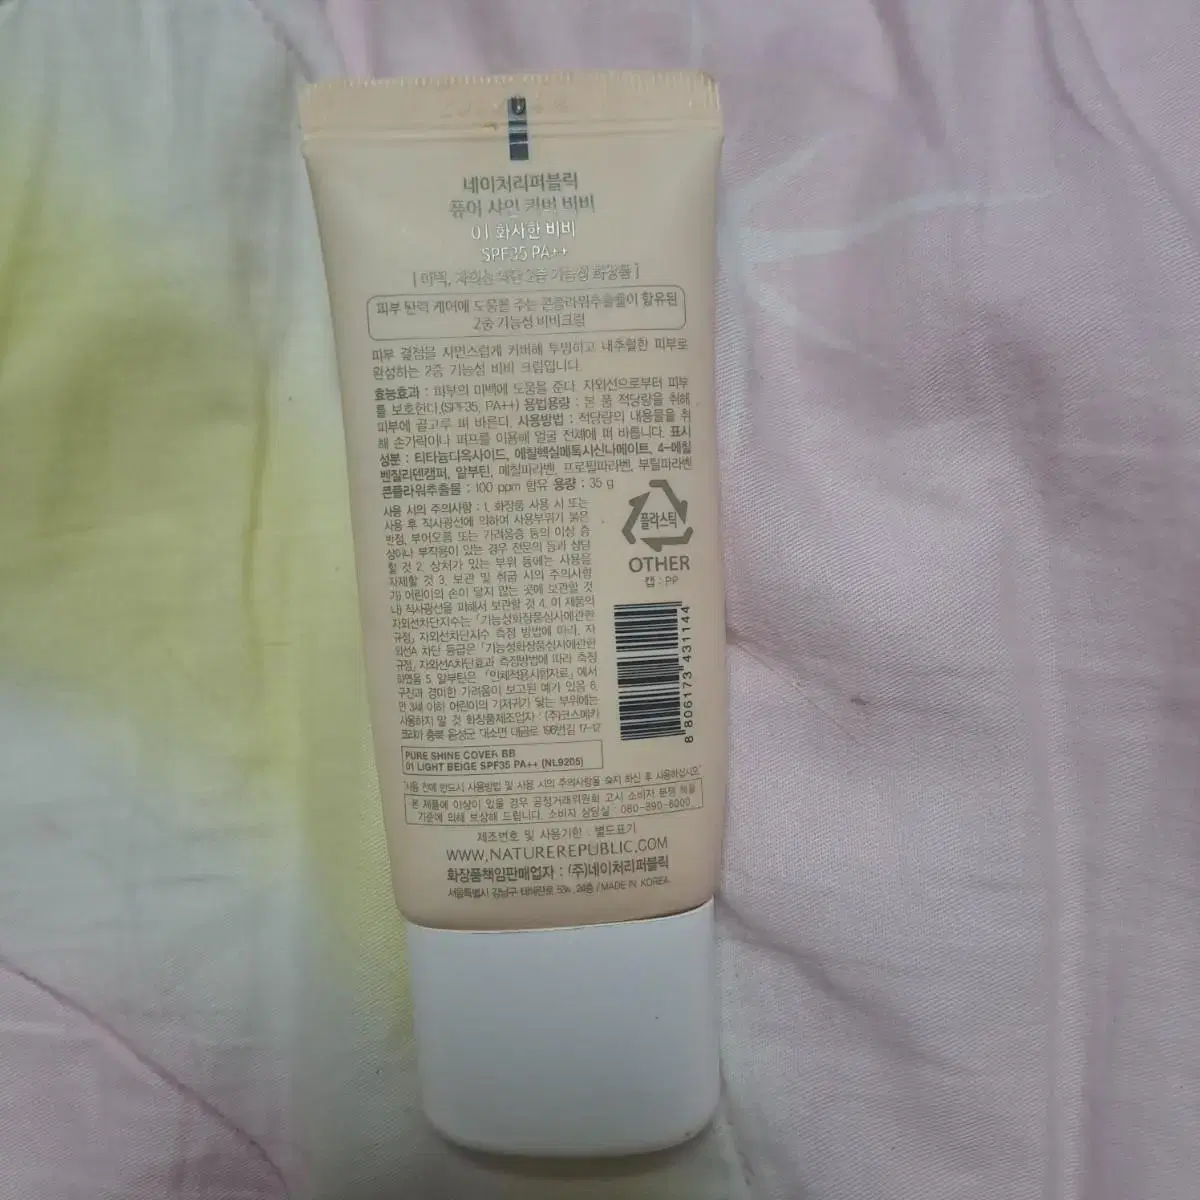 네이처리퍼블릭
퓨어 샤인 커버 비비
01 화사한 비비
SPF35 PA++
[ 미백, 자외선 차단 2중 기능성 화장품 ]
피부 탄력 케어에 도움을 주는 콘플라워추출물이 함유된
2중 기능성 비비크림
피부 결점을 자연스럽게 커버해 투명하고 내추럴한 피부로
완성하는 2중 기능성 비비 크림입니다.
효능효과 : 피부의 미백에 도움을 준다. 자외선으로부터 피부
를 보호한다.(SPF35, PA++) 용법용량 : 본 품 적당량을 취해
피부에 골고루 펴 바른다. 사용방법 : 적당량의 내용물을 취
해 손가락이나 퍼프를 이용해 얼굴 전체에 펴 바릅니다. 표시
성분 : 티타늄디옥사이드, 에칠헥실메톡시신나메이트, 4-메칠
벤질리덴캠퍼, 알부틴, 메칠파라벤, 프로필파라벤, 부틸파라벤
콘플라워추출물 : 100 ppm 함유 용량 : 35 g
사용 시의 주의사항 : 1. 화장품 사용 시 또는
사용 후 직사광선에 의하여 사용부위가 붉은
반점, 부어오름 또는 가려움증 등의 이상 증
상이나 부작용이 있는 경우 전문의 등과 상담
할 것 2. 상처가 있는 부위 등에는 사용을
자제할 것 3. 보관 및 취급 시의 주의사항
가) 어린이의 손이 닿지 않는 곳에 보관할 것
나) 직사광선을 피해서 보관할 것 4. 이 제품의
자외선차단지수는 「기능성화장품심사에관한
규정」 자외선차단지수 측정 방법에 따라, 자
외선A 차단 등급은 「기능성화장품심사에관한
규정」 자외선A차단효과 측정방법에 따라 측정
하였음 5. 알부틴은 「인체적용시험자료」에서
구진과 경미한 가려움이 보고된 예가 있음 6.
만 3세 이하 어린이의 기저귀가 닿는 부위에는
사용하지 말 것 화장품제조업자 : (주)코스메카
코리아 충북 음성군 대소면 대금로 196번길 17-12
플라스틱
OTHER
캡 : PP
8 806173 431144
PURE SHINE COVER BB
01 LIGHT BEIGE SPF35 PA++ (NL9205)
*사용 전에 반드시 사용방법 및 사용 시의 주의사항을 숙지 하신 후 사용하십시오.*
본 제품에 이상이 있을 경우 공정거래위원회 고시 소비자 분쟁 해결
기준에 의해 보상해 드립니다. 소비자 상담실 : 080-890-6000
제조번호 및 사용기한 : 별도표기
WWW.NATUREREPUBLIC.COM
화장품책임판매업자 : (주)네이처리퍼블릭
서울특별시 강남구 테헤란로 534, 24층 / MADE IN KOREA